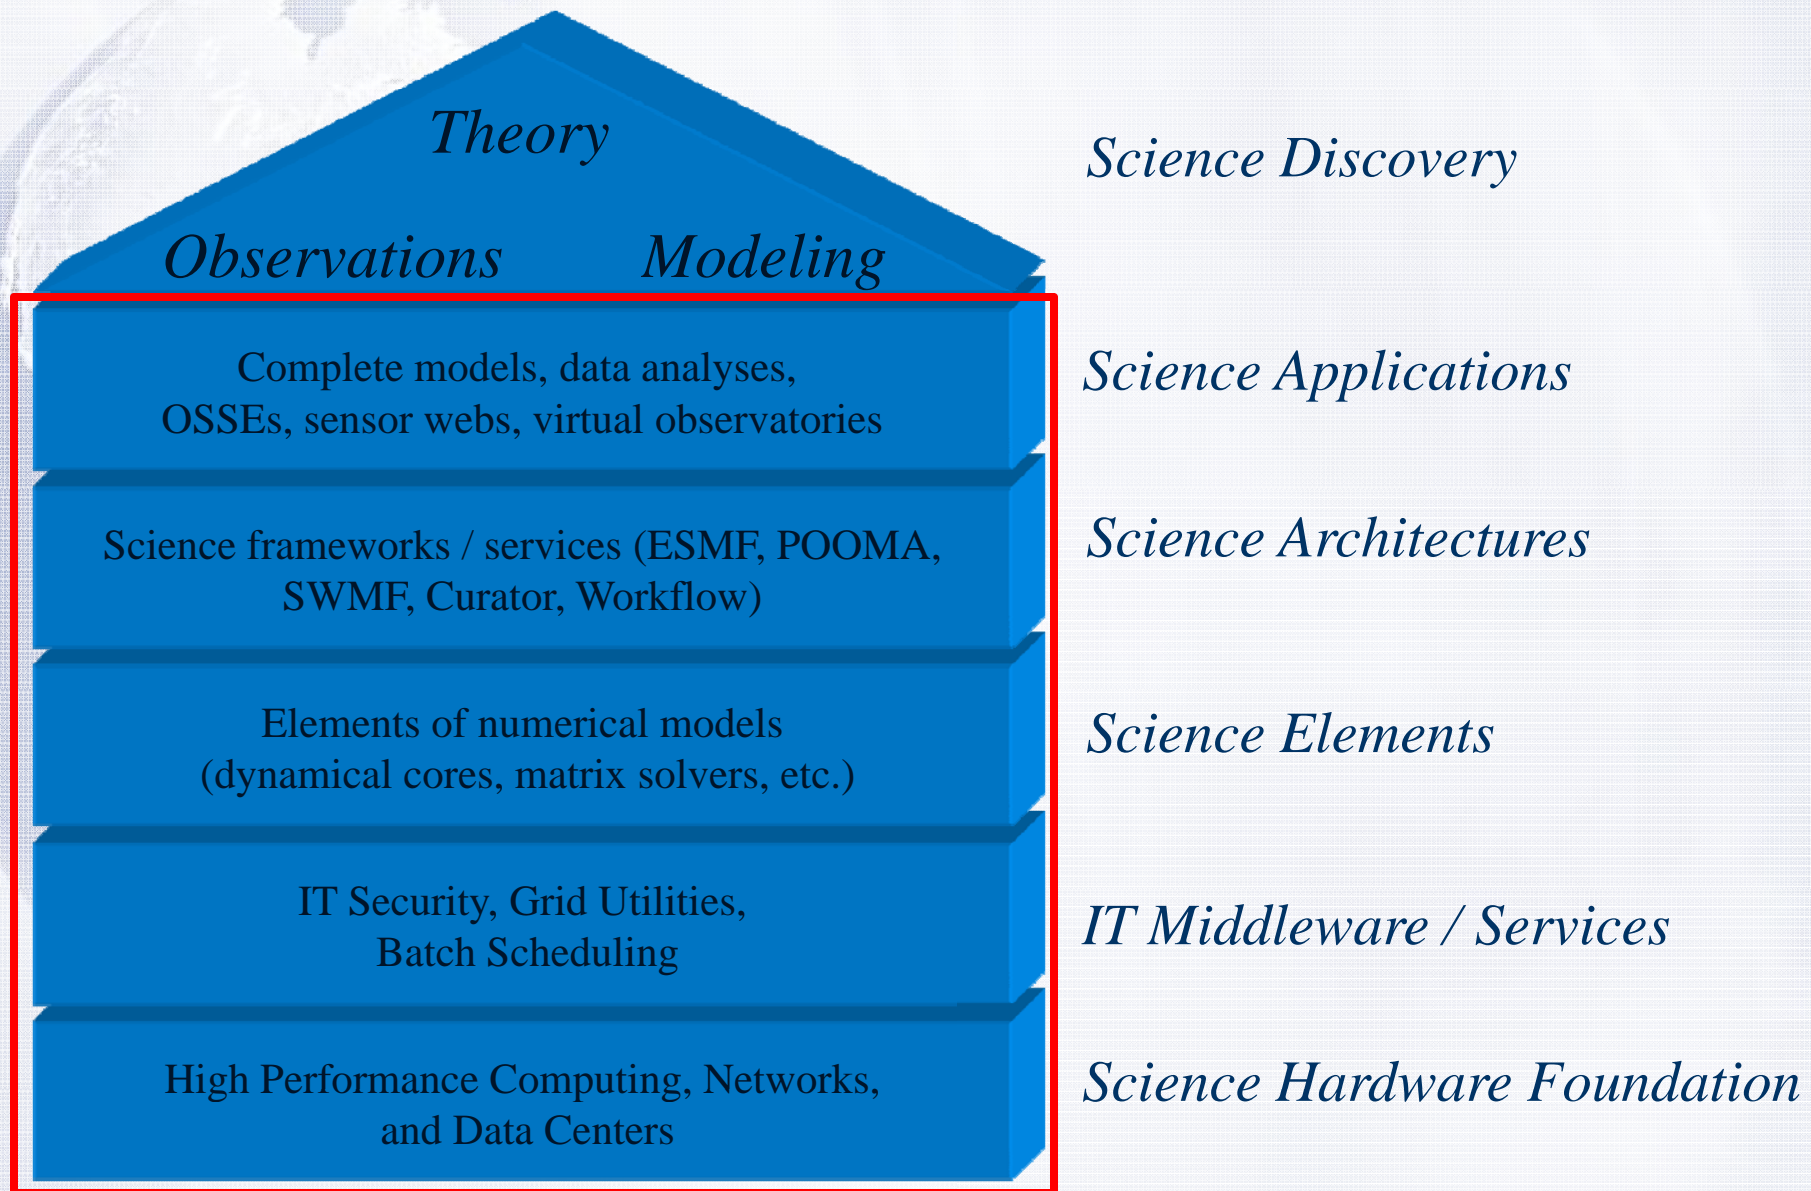 Theory
Science Discovery
Observations Modeling
Complete models, data analyses,
OSSEs, sensor webs, virtual observatories
Science Applications
Science frameworks / services (ESMF, POOMA,
SWMF, Curator, Workflow)
Science Architectures
Elements of numerical models
(dynamical cores, matrix solvers, etc.)
Science Elements
IT Security, Grid Utilities,
Batch Scheduling
IT Middleware / Services
High Performance Computing, Networks,
and Data Centers
Science Hardware Foundation